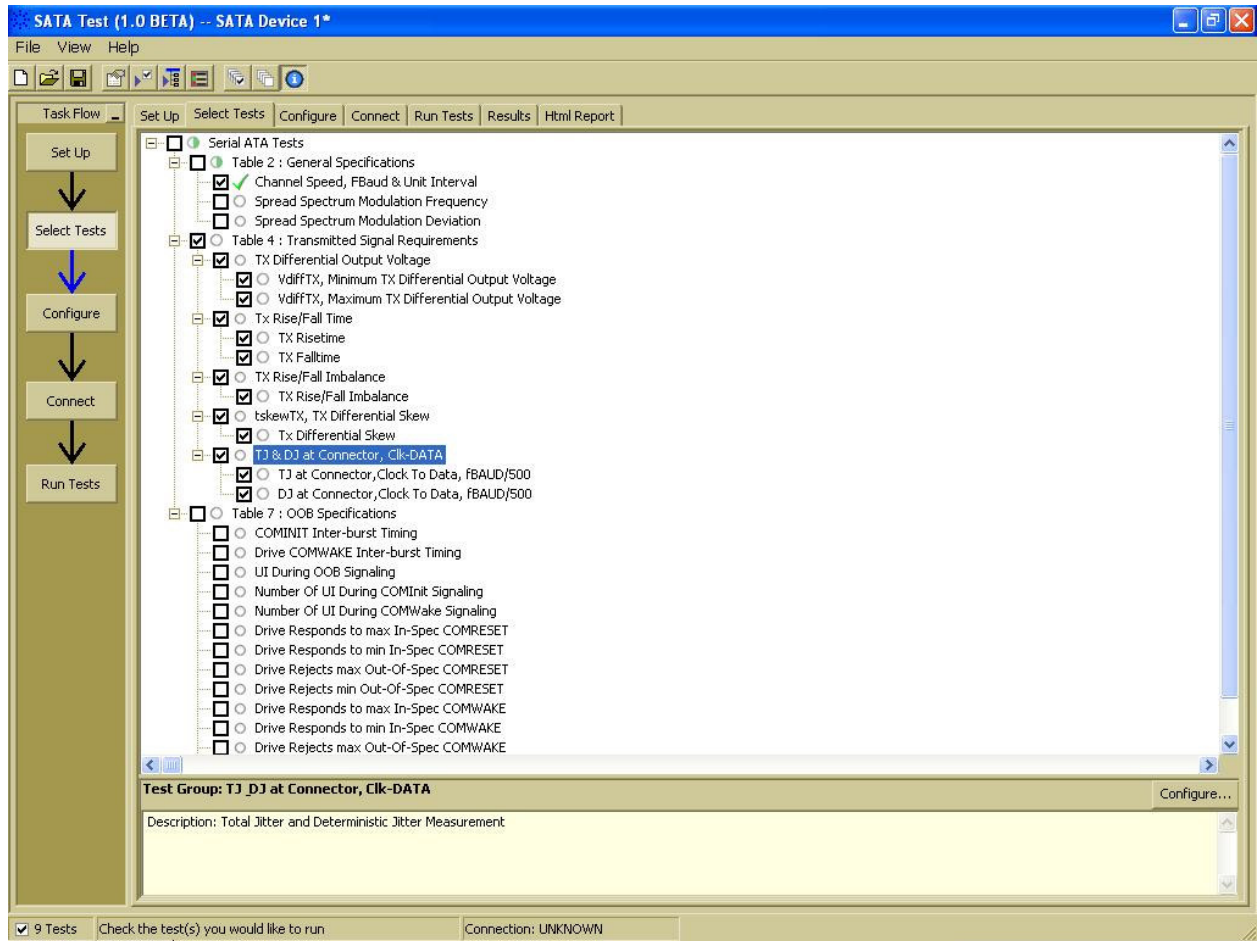 SATA Test (1.0 BETA) -- SATA Device 1*
File View Help
Task Flow
Set Up
Select Tests
Configure
Connect
Run Tests
Set Up Select Tests Configure Connect Run Tests Results Html Report
Serial ATA Tests
Table 2 : General Specifications
Channel Speed, FBaud & Unit Interval
Spread Spectrum Modulation Frequency
Spread Spectrum Modulation Deviation
Table 4 : Transmitted Signal Requirements
TX Differential Output Voltage
VdiffTX, Minimum TX Differential Output Voltage
VdiffTX, Maximum TX Differential Output Voltage
Tx Rise/Fall Time
TX Risetime
TX Falltime
TX Rise/Fall Imbalance
TX Rise/Fall Imbalance
tskewTX, TX Differential Skew
Tx Differential Skew
TJ & DJ at Connector, Clk-DATA
TJ at Connector,Clock To Data, fBAUD/500
DJ at Connector,Clock To Data, fBAUD/500
Table 7 : OOB Specifications
COMINIT Inter-burst Timing
Drive COMWAKE Inter-burst Timing
UI During OOB Signaling
Number Of UI During COMInit Signaling
Number Of UI During COMWake Signaling
Drive Responds to max In-Spec COMRESET
Drive Responds to min In-Spec COMRESET
Drive Rejects max Out-Of-Spec COMRESET
Drive Rejects min Out-Of-Spec COMRESET
Drive Responds to max In-Spec COMWAKE
Drive Responds to min In-Spec COMWAKE
Drive Rejects max Out-Of-Spec COMWAKE
Test Group: TJ_DJ at Connector, Clk-DATA
Configure...
Description: Total Jitter and Deterministic Jitter Measurement
9 Tests Check the test(s) you would like to run Connection: UNKNOWN